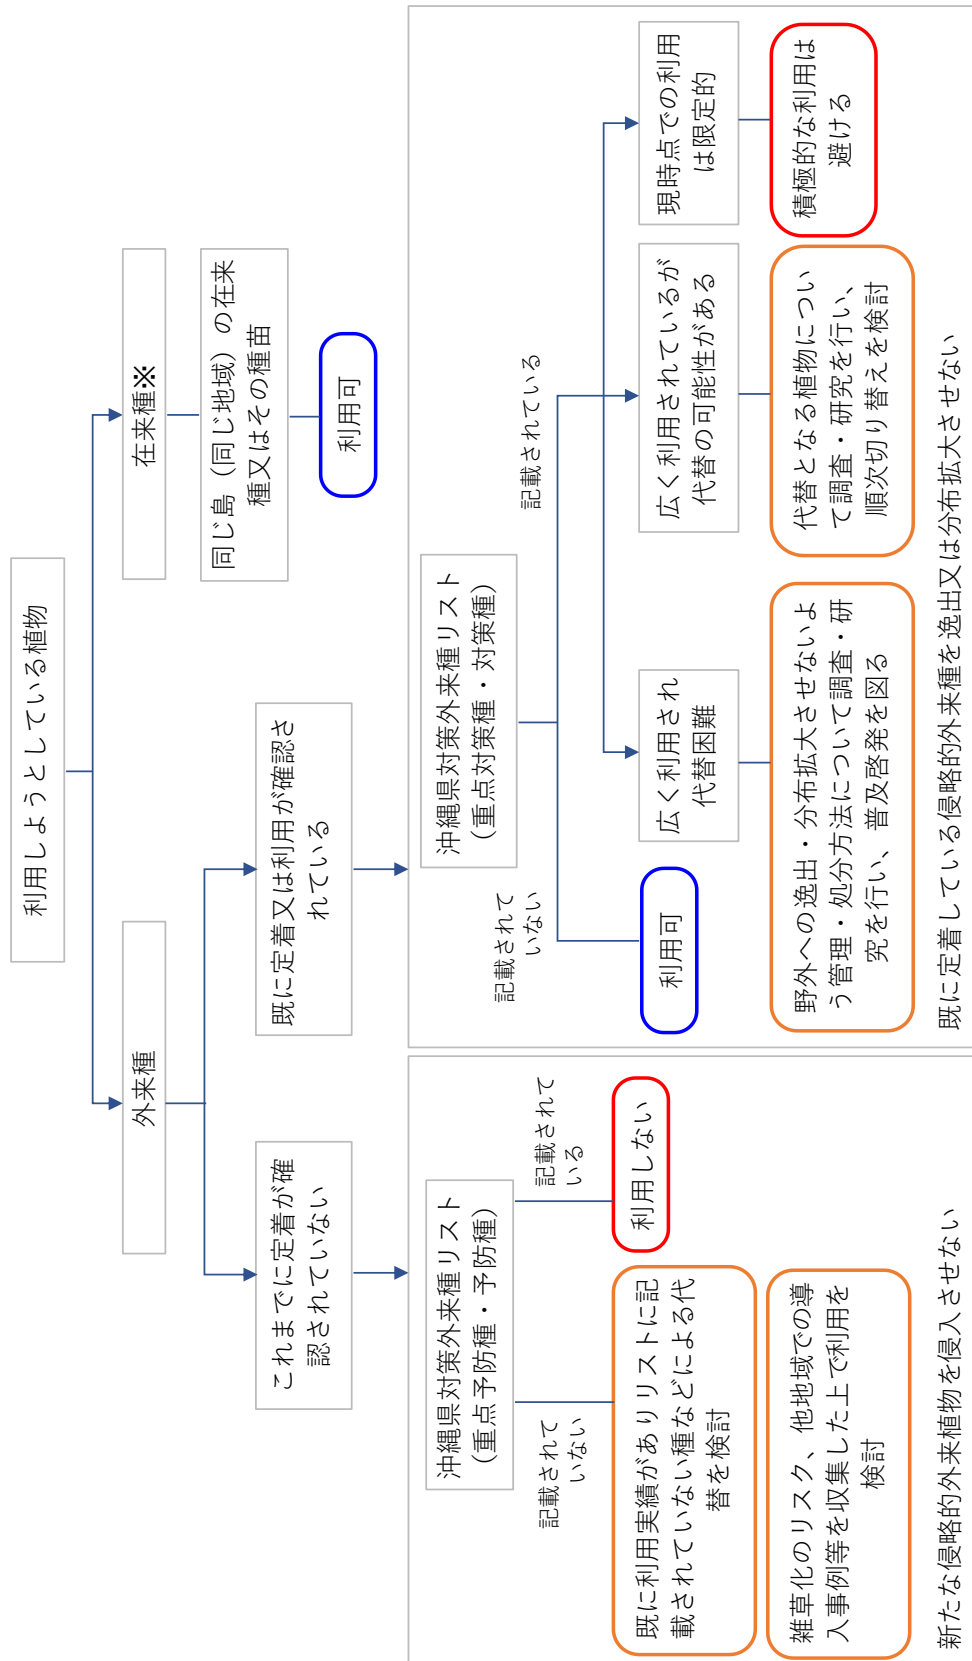 利用しようとしている植物
外来種
在来種※
これまでに定着が確
認されていない
既に定着又は利用が確認さ
れている
同じ島（同じ地域）の在来
種又はその種苗
利用可
沖縄県対策外来種リスト
（重点予防種・予防種）
記載されて
いない
記載されて
いる
既に利用実績がありリストに記
載されていない種などによる代
替を検討
利用しない
雑草化のリスク、他地域での導
入事例等を収集した上で利用を
検討
新たな侵略的外来植物を侵入させない
沖縄県対策外来種リスト
（重点対策種・対策種）
記載されて
いない
記載されている
利用可
広く利用され
代替困難
広く利用されているが
代替の可能性がある
現時点での利用
は限定的
野外への逸出・分布拡大させないよ
う管理・処分方法について調査・研
究を行い、普及啓発を図る
代替となる植物につい
て調査・研究を行い、
順次切り替えを検討
積極的な利用は
避ける
既に定着している侵略的外来種を逸出又は分布拡大させない